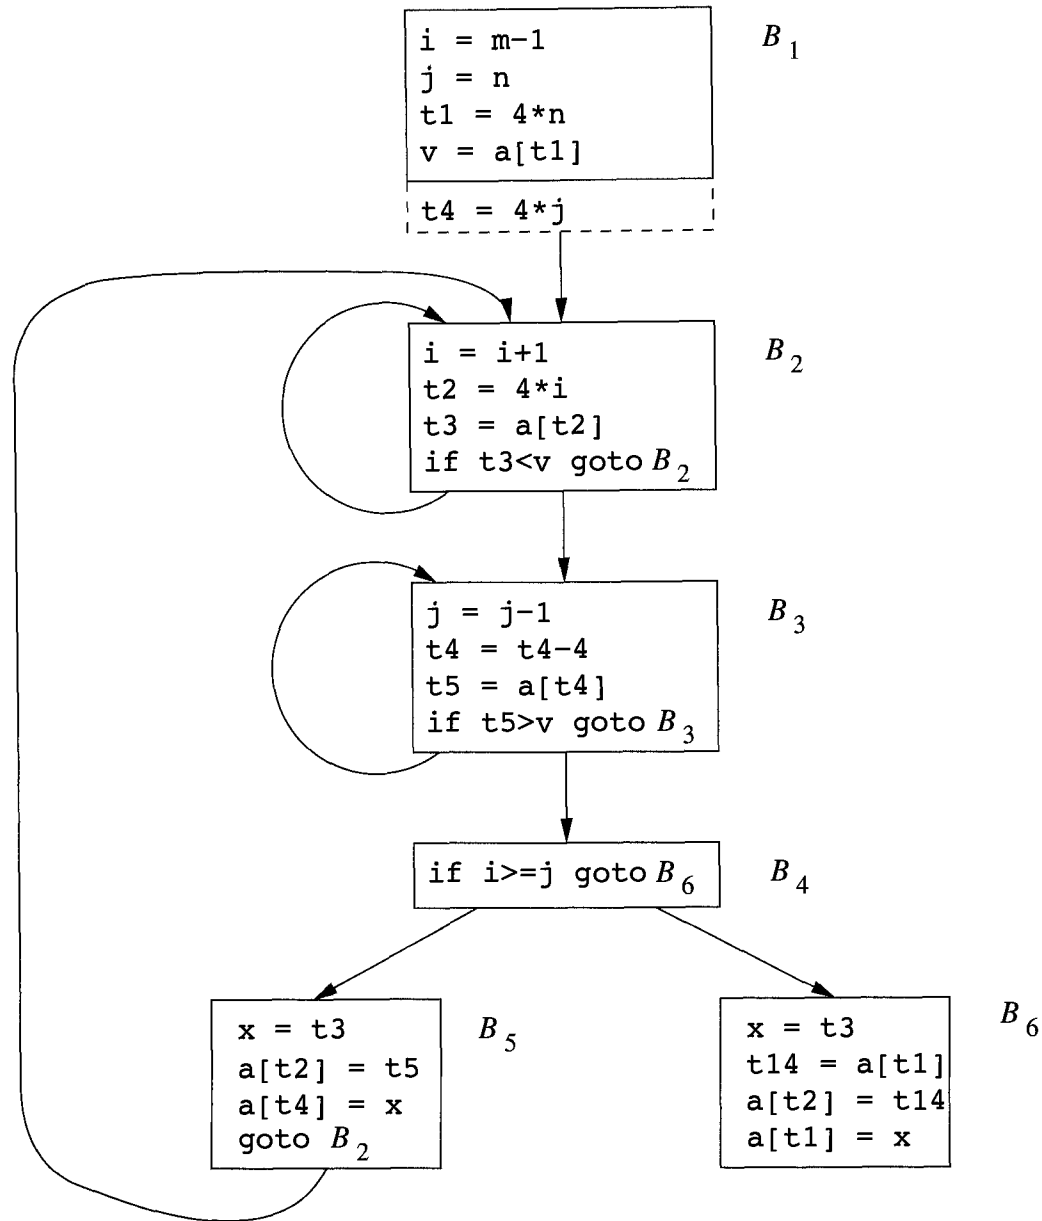 i = m-1
j = n
t1 = 4*n
v = a[t1]
B1
t4 = 4*j
i = i+1
t2 = 4*i
t3 = a[t2]
if t3<v goto B2
B2
j = j-1
t4 = t4-4
t5 = a[t4]
if t5>v goto B3
B3
if i>=j goto B6
B4
x = t3
a[t2] = t5
a[t4] = x
goto B2
B5
x = t3
t14 = a[t1]
a[t2] = t14
a[t1] = x
B6